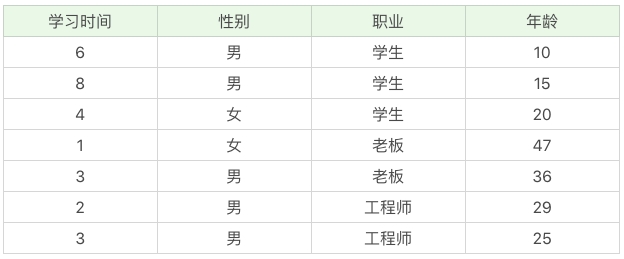 学习时间 性别 职业 年龄
6 男 学生 10
8 男 学生 15
4 女 学生 20
1 女 老板 47
3 男 老板 36
2 男 工程师 29
3 男 工程师 25